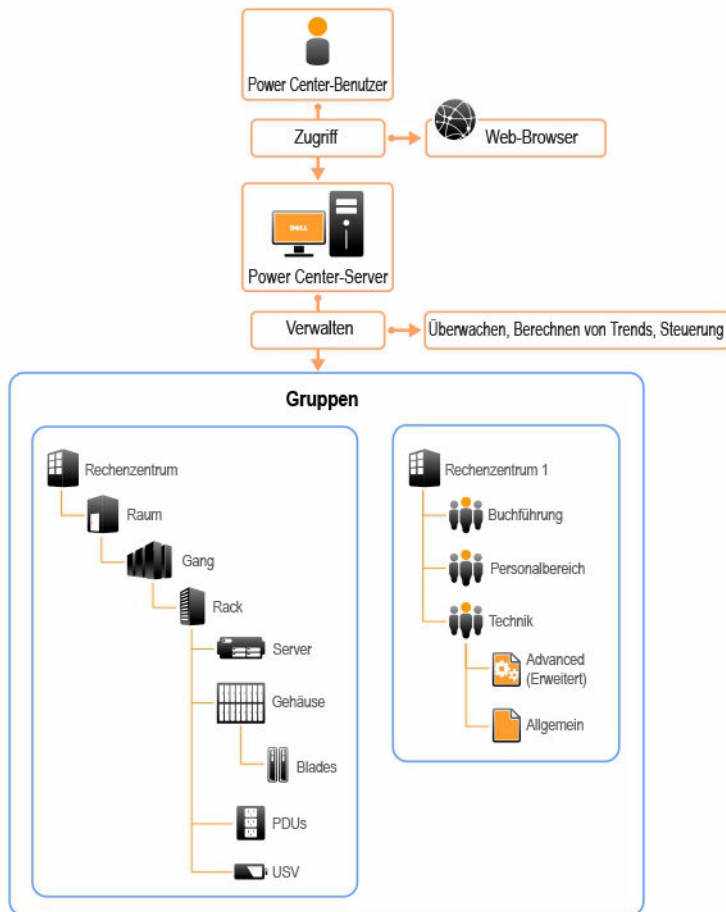 Power Center-Benutzer
Zugriff
Web-Browser
DELL
Power Center-Server
Verwalten
Überwachen, Berechnen von Trends, Steuerung
Gruppen
Rechenzentrum
Raum
Gang
Rack
Server
Gehäuse
Blades
PDUs
USV
Rechenzentrum 1
Buchführung
Personalbereich
Technik
Advanced
(Erweitert)
Allgemein